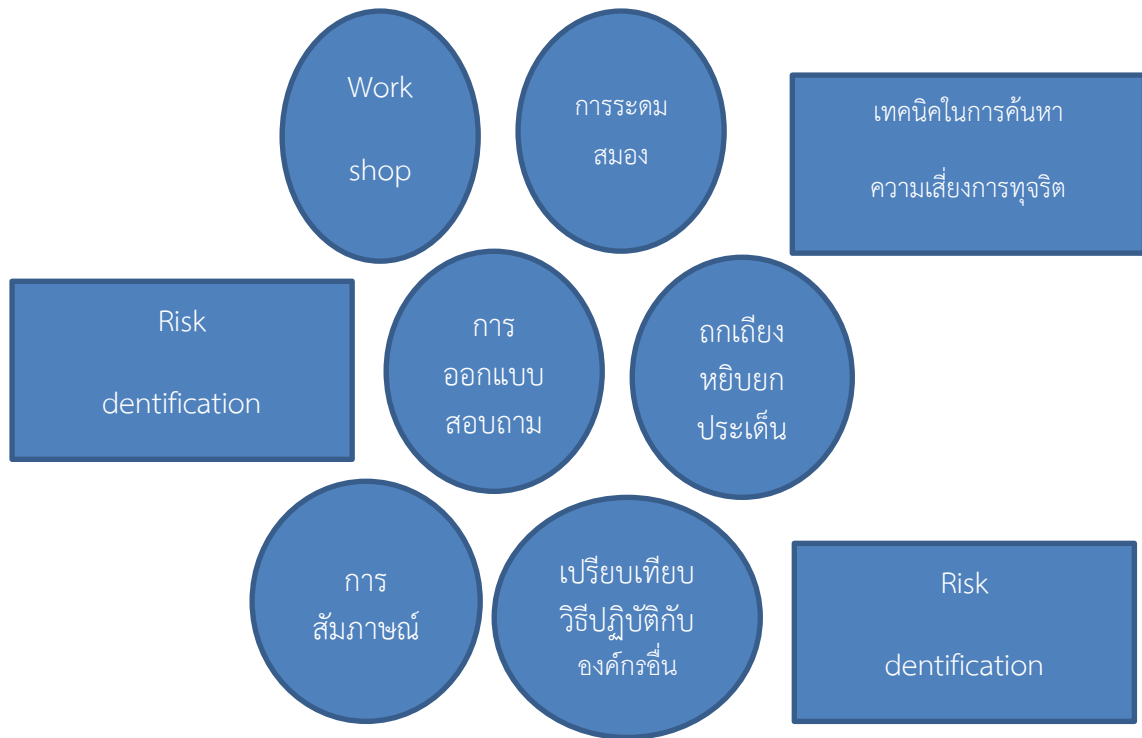 Work
shop
การระดม
สมอง
เทคนิคในการค้นหา
ความเสี่ยงการทุจริต
Risk
dentification
การ
ออกแบบ
สอบถาม
ถกเถียง
หยิบยก
ประเด็น
การ
สัมภาษณ์
เปรียบเทียบ
วิธีปฏิบัติกับ
องค์กรอื่น
Risk
dentification